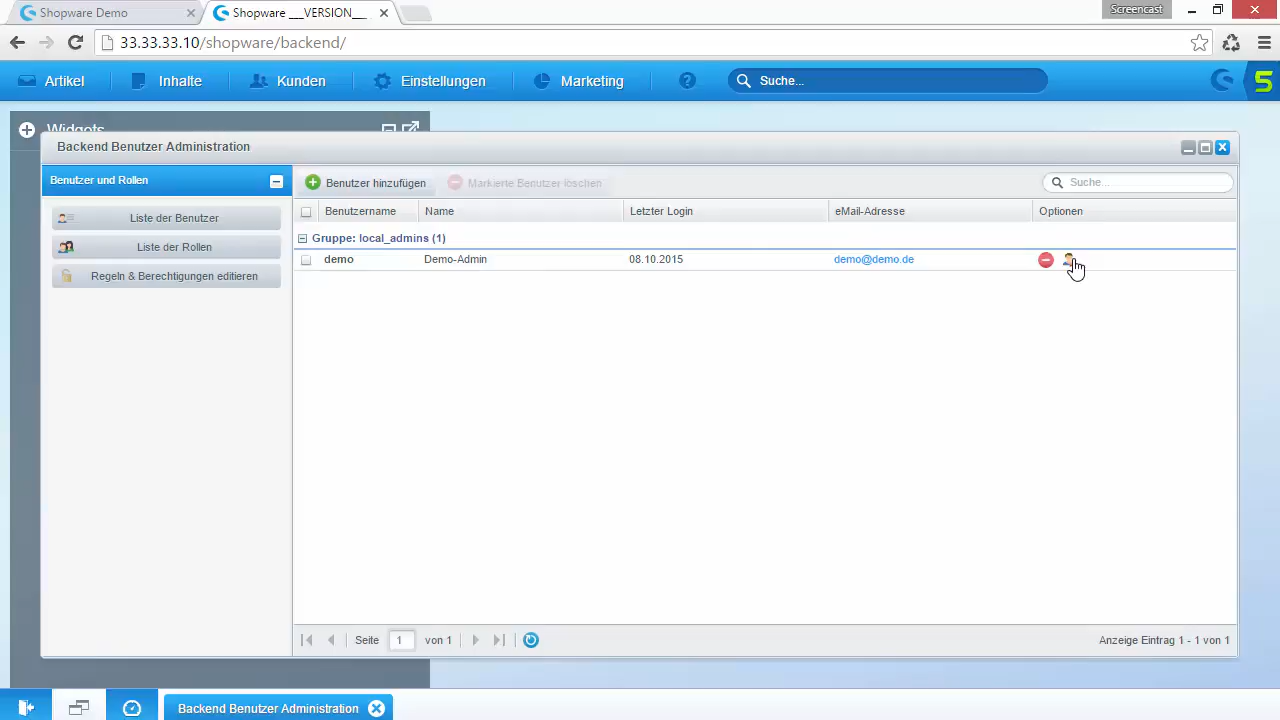 Shopware Demo
Shopware ___VERSION___
Screencast
33.33.33.10/shopware/backend/
Artikel
Inhalte
Kunden
Einstellungen
Marketing
Suche...
Widgets
Backend Benutzer Administration
Benutzer und Rollen
Benutzer hinzufügen
Markierte Benutzer löschen
Suche...
Liste der Benutzer
Liste der Rollen
Regeln & Berechtigungen editieren
Benutzername
Name
Letzter Login
eMail-Adresse
Optionen
Gruppe: local_admins (1)
demo
Demo-Admin
08.10.2015
demo@demo.de
Seite 1 von 1
Anzeige Eintrag 1 - 1 von 1
Backend Benutzer Administration